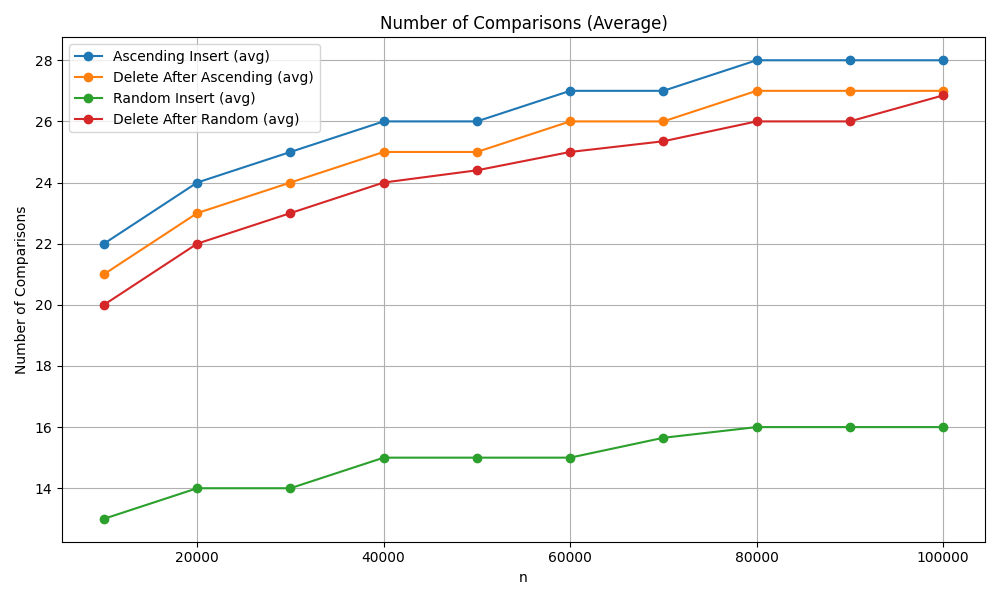 Number of Comparisons (Average)
Ascending Insert (avg)
Delete After Ascending (avg)
Random Insert (avg)
Delete After Random (avg)
Number of Comparisons
28
26
24
22
20
18
16
14
20000 40000 60000 80000 100000
n